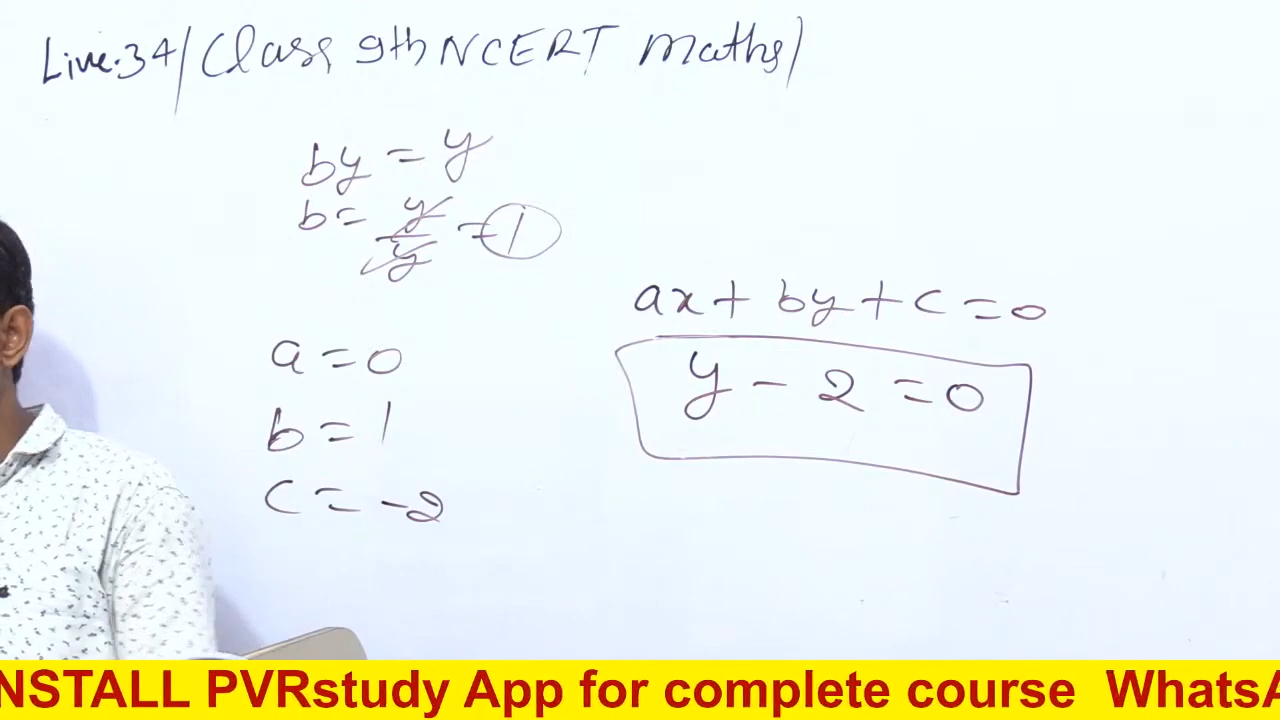 Live:34/ (Class 9th NCERT Maths)
by = y
b = y/y = 1
ax + by + c = 0
y - 2 = 0
a = 0
b = 1
c = -2
NSTALL PVRstudy App for complete course WhatsA